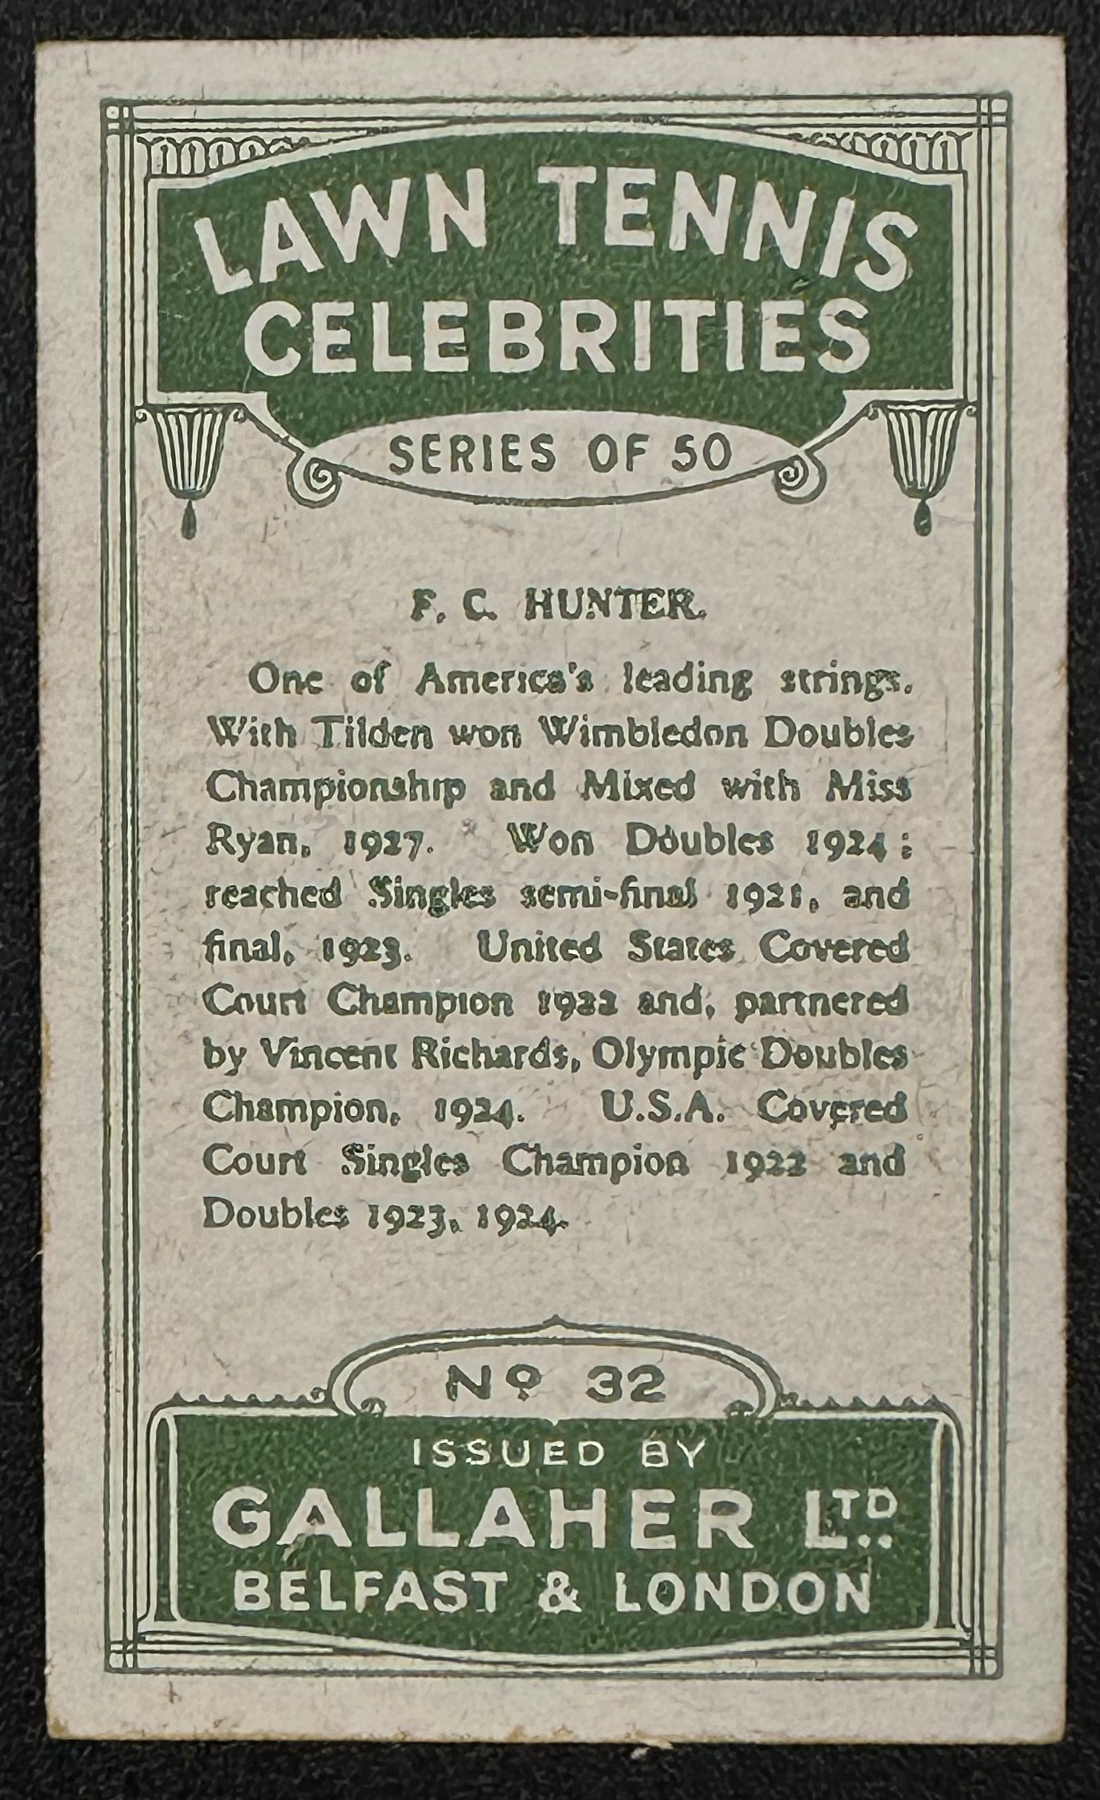 LAWN TENNIS
CELEBRITIES
SERIES OF 50
F. C. HUNTER.
One of America's leading strings.
With Tilden won Wimbledon Doubles
Championship and Mixed with Miss
Ryan, 1927. Won Doubles 1924;
reached Singles semi-final 1921, and
final, 1923. United States Covered
Court Champion 1922 and, partnered
by Vincent Richards, Olympic Doubles
Champion, 1924. U.S.A. Covered
Court Singles Champion 1922 and
Doubles 1923, 1924.
Nº 32
ISSUED BY
GALLAHER LTD.
BELFAST & LONDON